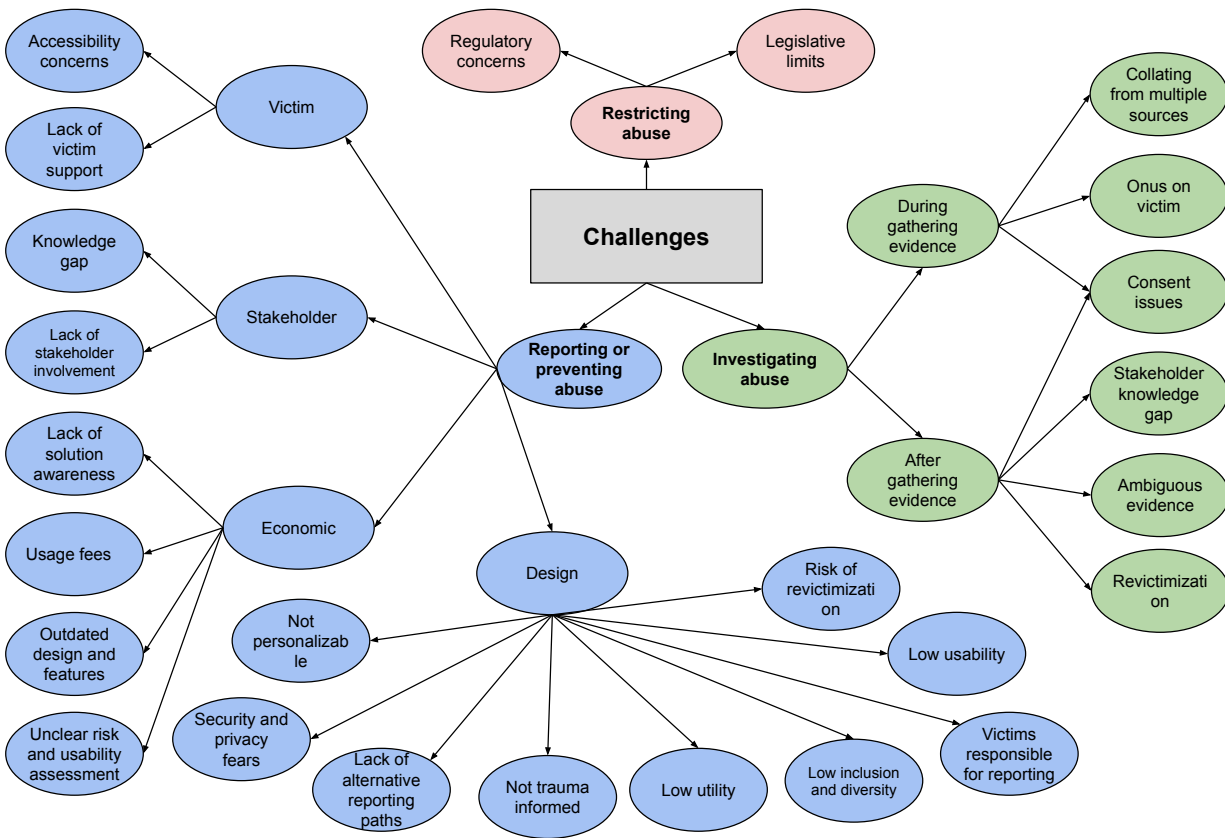 Accessibility
concerns
Victim
Lack of
victim
support
Knowledge
gap
Stakeholder
Lack of
stakeholder
involvement
Lack of
solution
awareness
Usage fees
Economic
Outdated
design and
features
Unclear risk
and usability
assessment
Regulatory
concerns
Legislative
limits
Restricting
abuse
Challenges
Reporting or
preventing
abuse
Investigating
abuse
Design
Not
personalizab
le
Security and
privacy
fears
Lack of
alternative
reporting
paths
Not trauma
informed
Low utility
Low inclusion
and diversity
Victims
responsible
for reporting
Low usability
Risk of
revictimizati
on
During
gathering
evidence
After
gathering
evidence
Collating
from multiple
sources
Onus on
victim
Consent
issues
Stakeholder
knowledge
gap
Ambiguous
evidence
Revictimizati
on